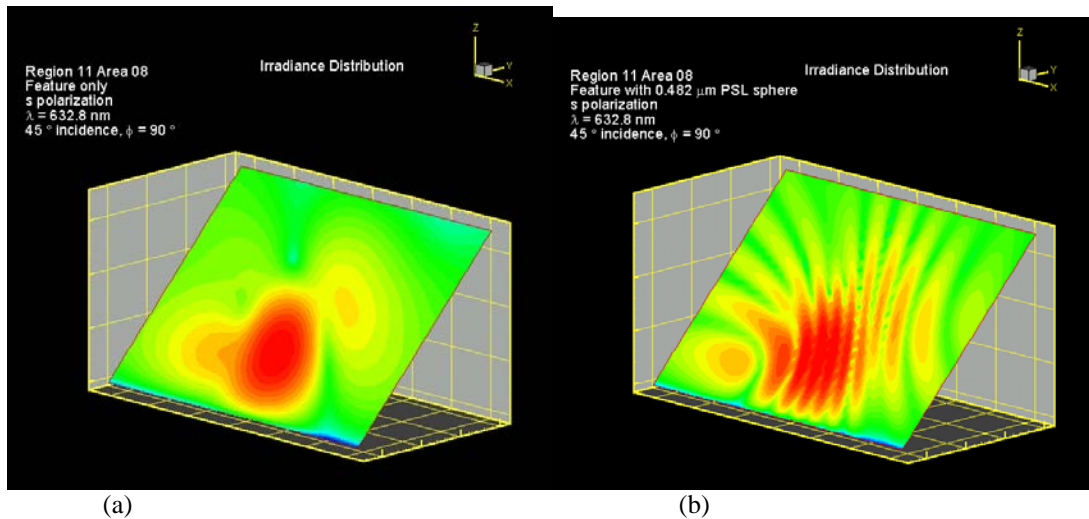 Irradiance Distribution
Region 11 Area 08
Feature only
s polarization
λ = 632.8 nm
45 ° incidence, ϕ = 90 °
Z
Y
X
Irradiance Distribution
Region 11 Area 08
Feature with 0.482 μm PSL sphere
s polarization
λ = 632.8 nm
45 ° incidence, ϕ = 90 °
Z
Y
X
(a)
(b)